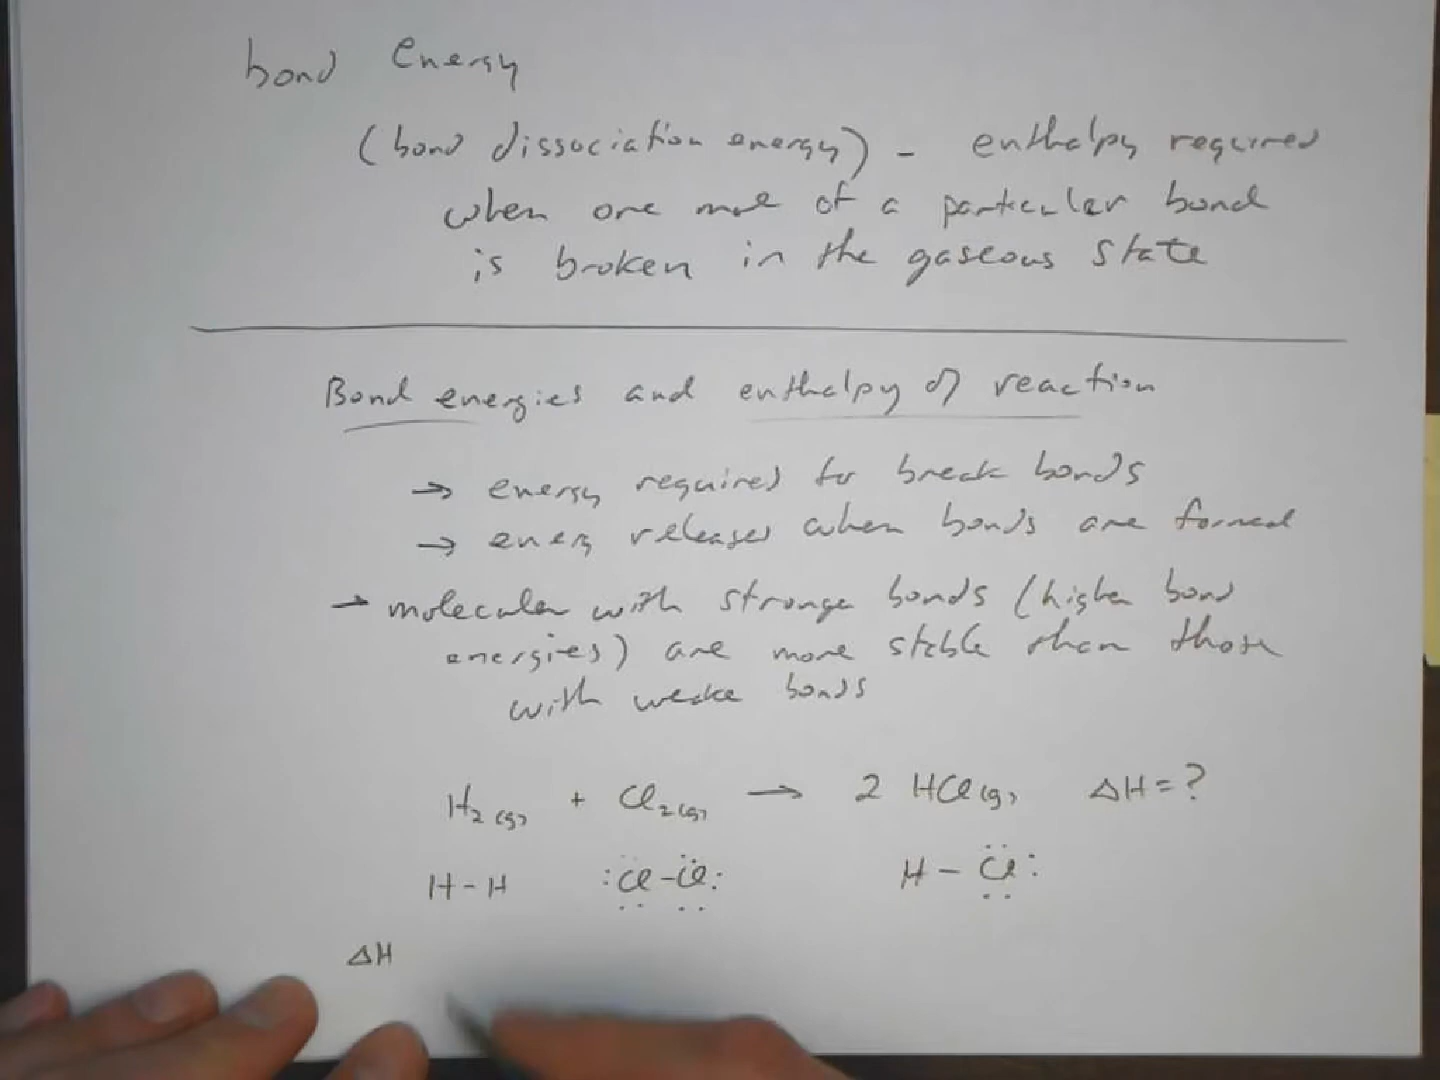 bond energy
(bond dissociation energy) - enthalpy required
when one mole of a particular bond
is broken in the gaseous state
Bond energies and enthalpy of reaction
→ energy required to break bonds
→ energy releases when bonds are formed
→ molecules with stronger bonds (higher bond
energies) are more stable than those
with weaker bonds
H₂(g) + Cl₂(g) → 2 HCl(g) ΔH = ?
H-H :Cl-Cl: H-Cl:
ΔH